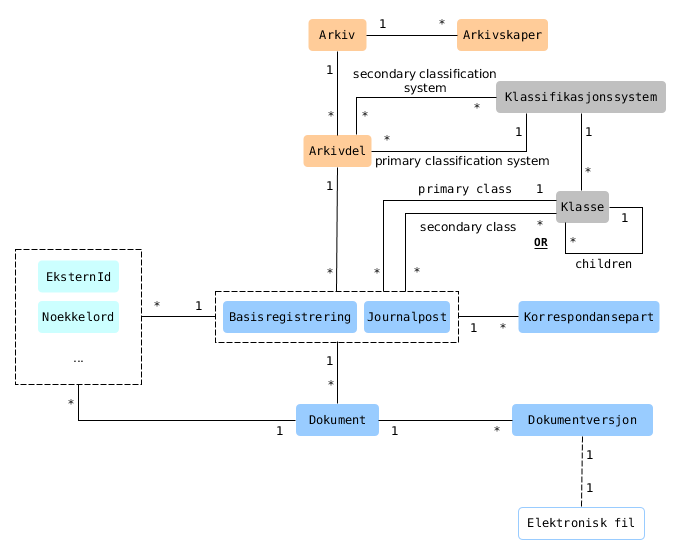 Arkiv
1
*
Arkivskaper
1
secondary classification
system
*
Klassifikasjonssystem
*
*
*
1
1
Arkivdel
primary classification system
1
*
primary class
1
Klasse
1
secondary class
*
OR
*
children
*
*
*
EksternId
Noekkelord
...
*
1
Basisregistrering
Journalpost
1
*
Korrespondansepart
1
*
*
1
Dokument
1
*
Dokumentversjon
1
1
Elektronisk fil